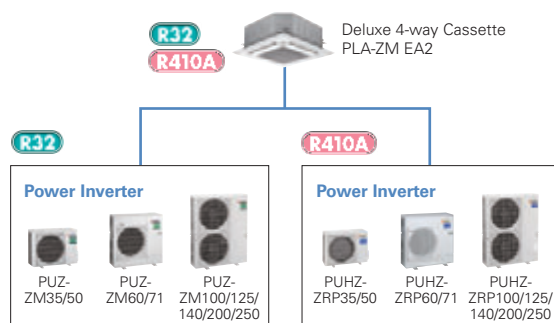 R32
R410A
Deluxe 4-way Cassette
PLA-ZM EA2
R32
Power Inverter
PUZ-
ZM35/50
PUZ-
ZM60/71
PUZ-
ZM100/125/
140/200/250
R410A
Power Inverter
PUHZ-
ZRP35/50
PUHZ-
ZRP60/71
PUHZ-
ZRP100/125/
140/200/250